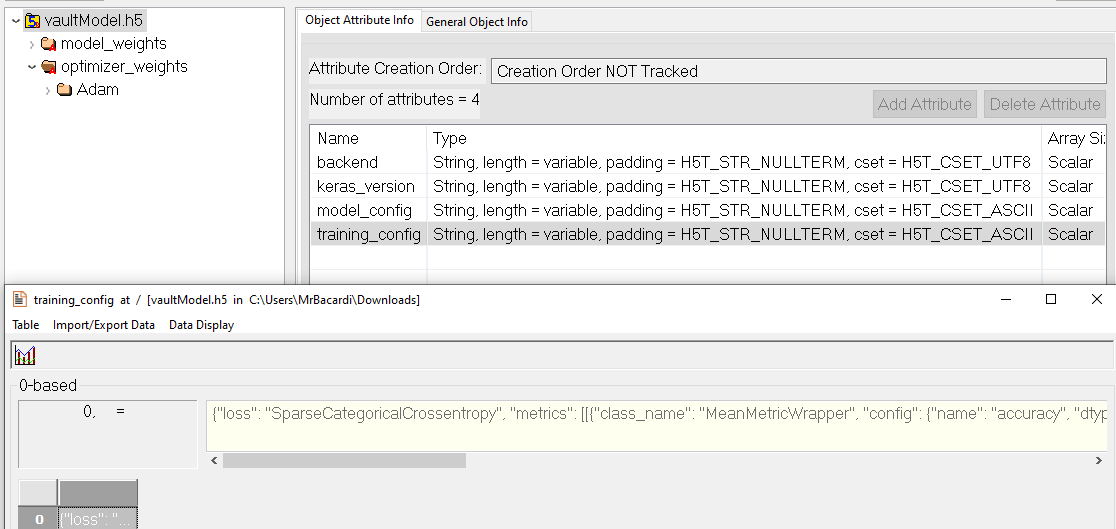 vaultModel.h5
model_weights
optimizer_weights
Adam
Object Attribute Info General Object Info
Attribute Creation Order: Creation Order NOT Tracked
Number of attributes = 4 Add Attribute Delete Attribute
Name Type Array Siz
backend String, length = variable, padding = H5T_STR_NULLTERM, cset = H5T_CSET_UTF8 Scalar
keras_version String, length = variable, padding = H5T_STR_NULLTERM, cset = H5T_CSET_UTF8 Scalar
model_config String, length = variable, padding = H5T_STR_NULLTERM, cset = H5T_CSET_ASCII Scalar
training_config String, length = variable, padding = H5T_STR_NULLTERM, cset = H5T_CSET_ASCII Scalar
training_config at / [vaultModel.h5 in C:\Users\MrBacardi\Downloads]
Table Import/Export Data Data Display
0-based
0, = {"loss": "SparseCategoricalCrossentropy", "metrics": [[{"class_name": "MeanMetricWrapper", "config": {"name": "accuracy", "dtyp
0 {"loss": "...